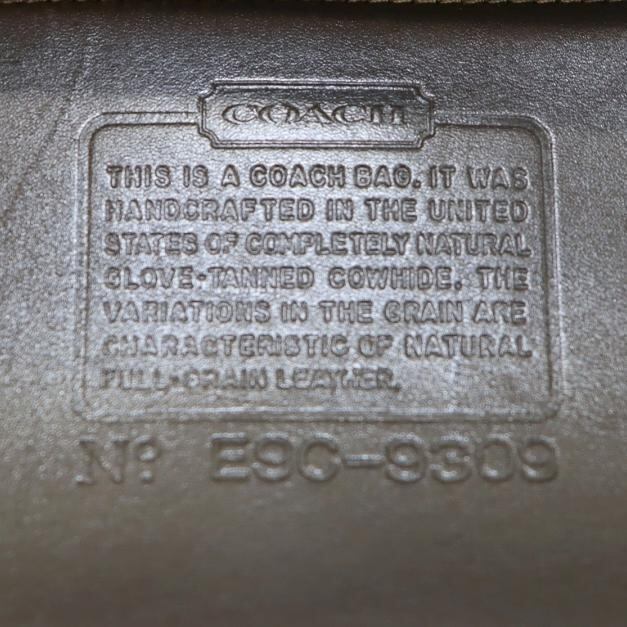 COACH
THIS IS A COACH BAG. IT WAS
HANDCRAFTED IN THE UNITED
STATES OF COMPLETELY NATURAL
GLOVE-TANNED COWHIDE. THE
VARIATIONS IN THE GRAIN ARE
CHARACTERISTIC OF NATURAL
FULL-GRAIN LEATHER.
Nº E9C-9309